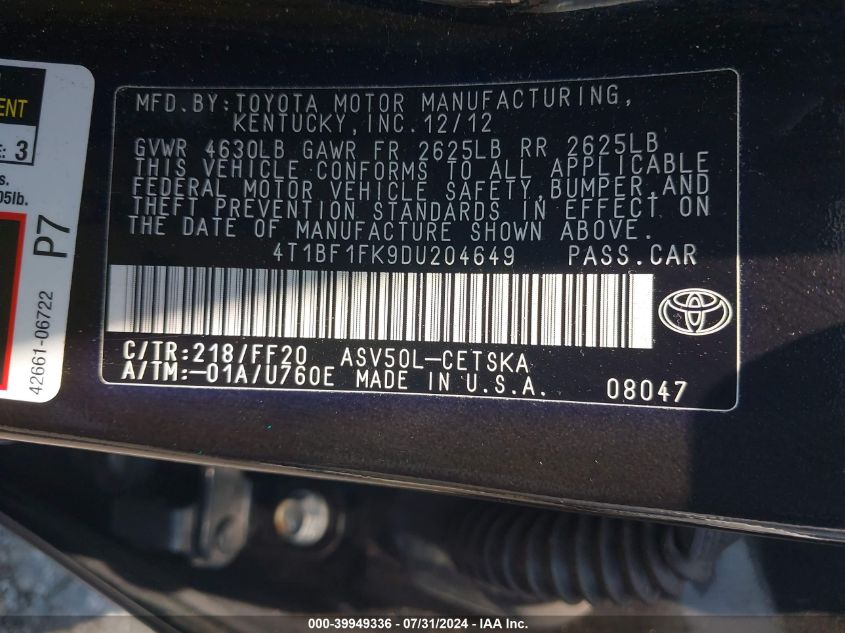 ENT
E: 3
s.
05lb.
P7
42661-06722
MFD.BY:TOYOTA MOTOR MANUFACTURING,
KENTUCKY,INC.12/12
GVWR 4630LB GAWR FR 2625LB RR 2625LB
THIS VEHICLE CONFORMS TO ALL APPLICABLE
FEDERAL MOTOR VEHICLE SAFETY,BUMPER,AND
THEFT PREVENTION STANDARDS IN EFFECT ON
THE DATE OF MANUFACTURE SHOWN ABOVE.
4T1BF1FK9DU204649 PASS.CAR
C/TR:218/FF20 ASV50L-CETSKA
A/TM:-01A/U760E MADE IN U.S.A. 08047
000-39949336 / 07/31/2024 - IAA Inc.